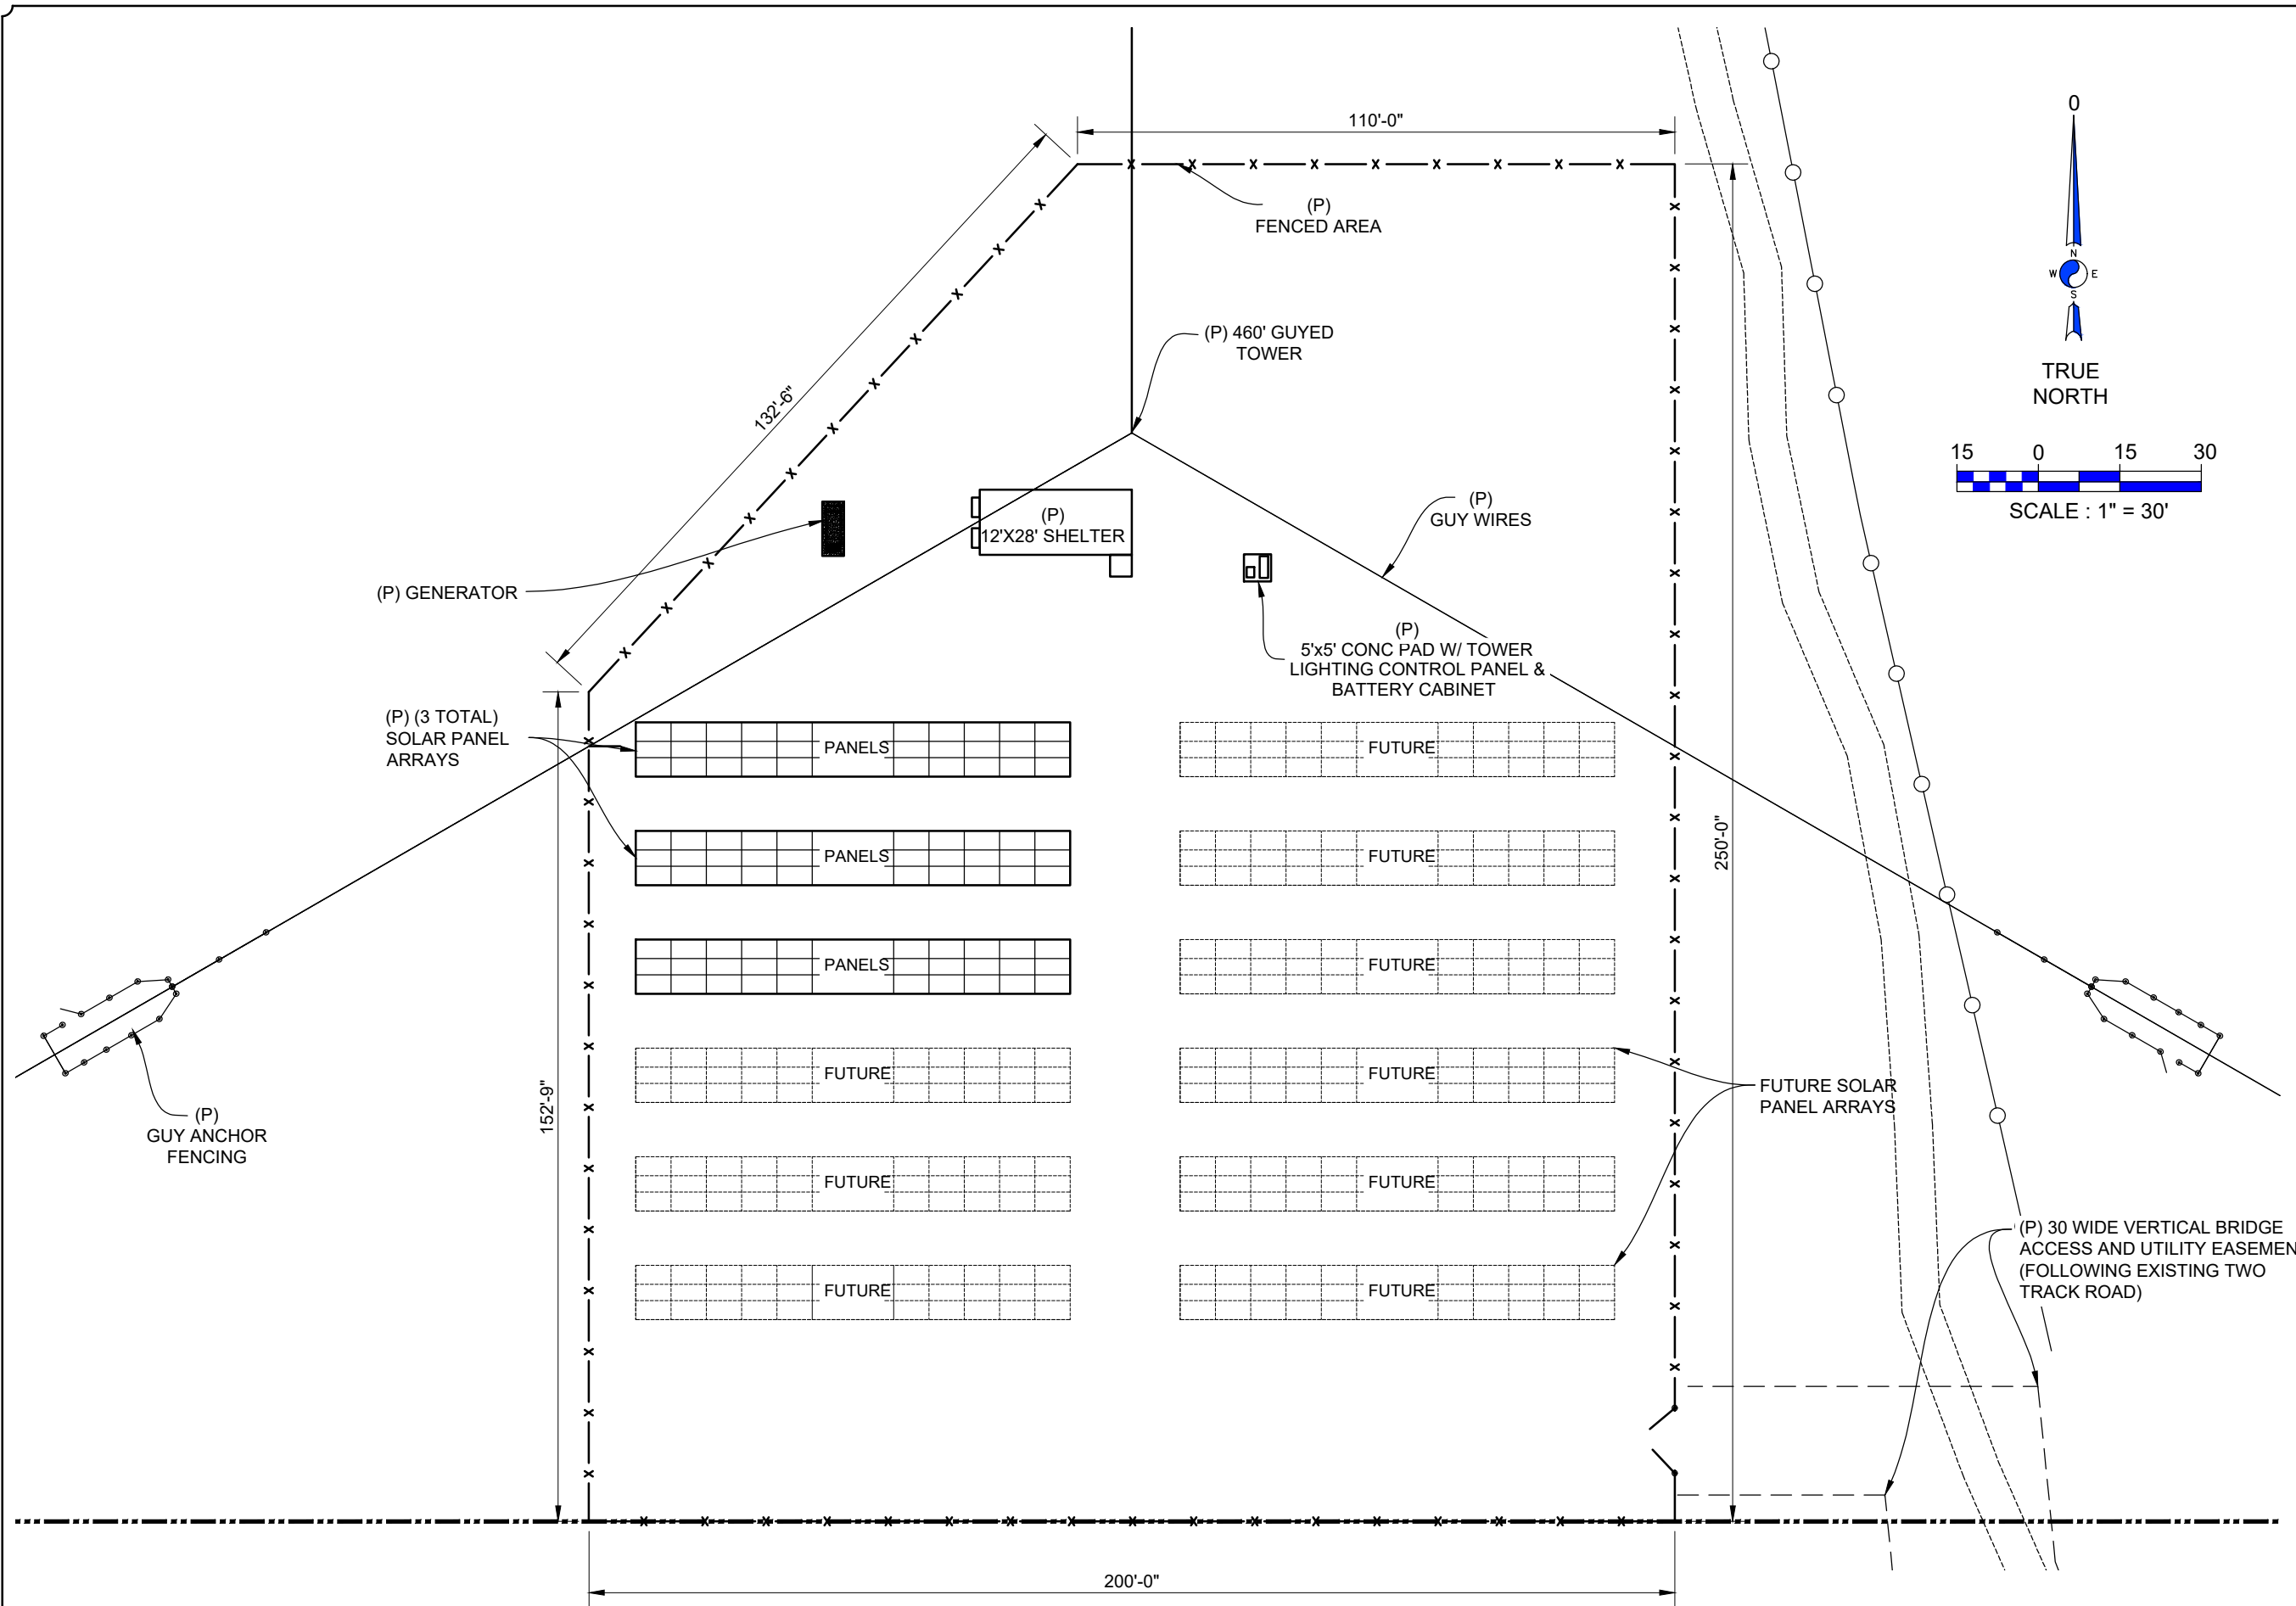 110'-0"
0
(P)
FENCED AREA
N
W E
S
(P) 460' GUYED
TOWER
TRUE
NORTH
132'-6"
15 0 15 30
SCALE : 1" = 30'
(P)
12'X28' SHELTER
(P)
GUY WIRES
(P) GENERATOR
(P)
5'x5' CONC PAD W/ TOWER
LIGHTING CONTROL PANEL &
BATTERY CABINET
(P) (3 TOTAL)
SOLAR PANEL
ARRAYS
PANELS
FUTURE
250'-0"
PANELS
FUTURE
PANELS
FUTURE
152'-9"
(P)
GUY ANCHOR
FENCING
FUTURE
FUTURE
FUTURE SOLAR
PANEL ARRAYS
FUTURE
FUTURE
(P) 30 WIDE VERTICAL BRIDGE
ACCESS AND UTILITY EASEMEN
(FOLLOWING EXISTING TWO
TRACK ROAD)
FUTURE
FUTURE
200'-0"